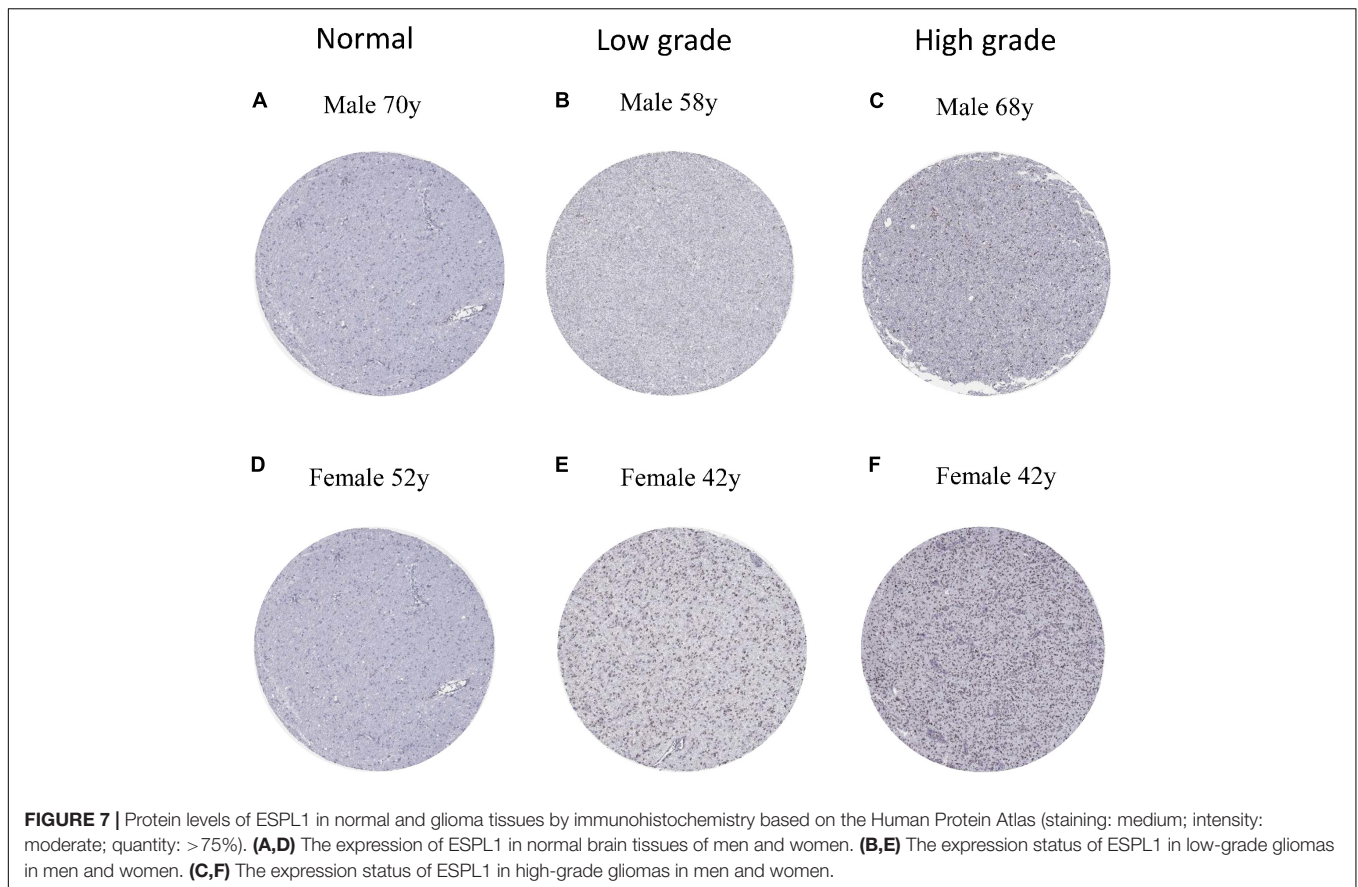 Normal Low grade High grade
A Male 70y B Male 58y C Male 68y
D Female 52y E Female 42y F Female 42y
FIGURE 7 | Protein levels of ESPL1 in normal and glioma tissues by immunohistochemistry based on the Human Protein Atlas (staining: medium; intensity:
moderate; quantity: >75%). (A,D) The expression of ESPL1 in normal brain tissues of men and women. (B,E) The expression status of ESPL1 in low-grade gliomas
in men and women. (C,F) The expression status of ESPL1 in high-grade gliomas in men and women.